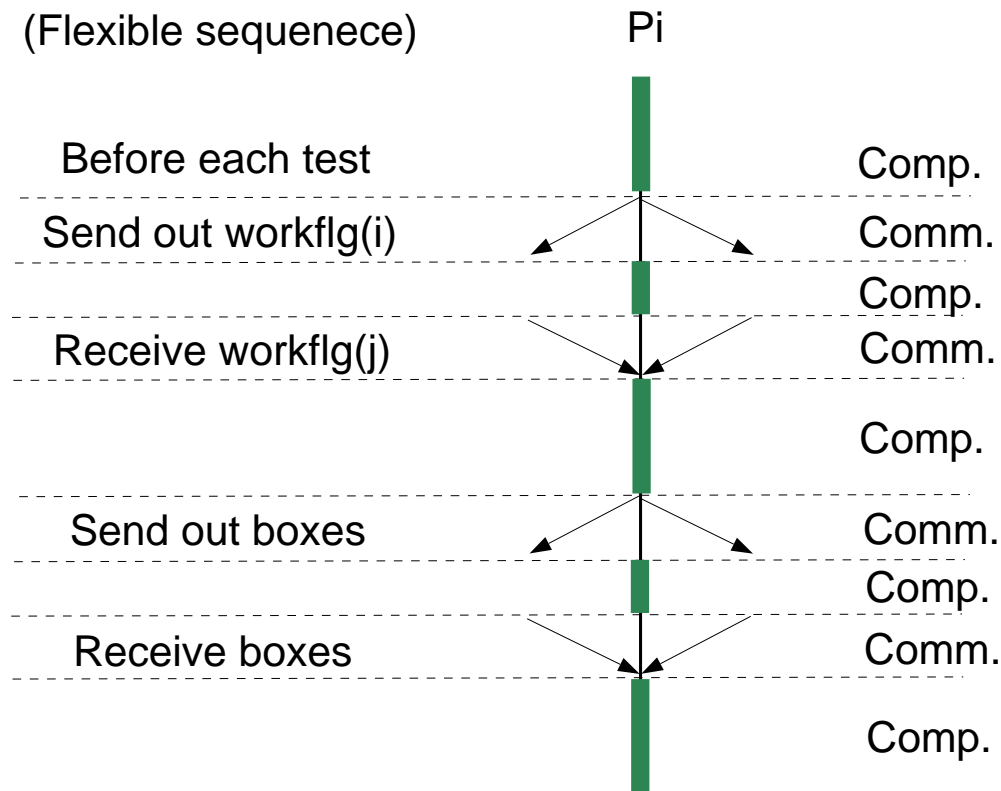 (Flexible sequenece) Pi
Before each test Comp.
Send out workflg(i) Comm.
Comp.
Receive workflg(j) Comm.
Comp.
Send out boxes Comm.
Comp.
Receive boxes Comm.
Comp.